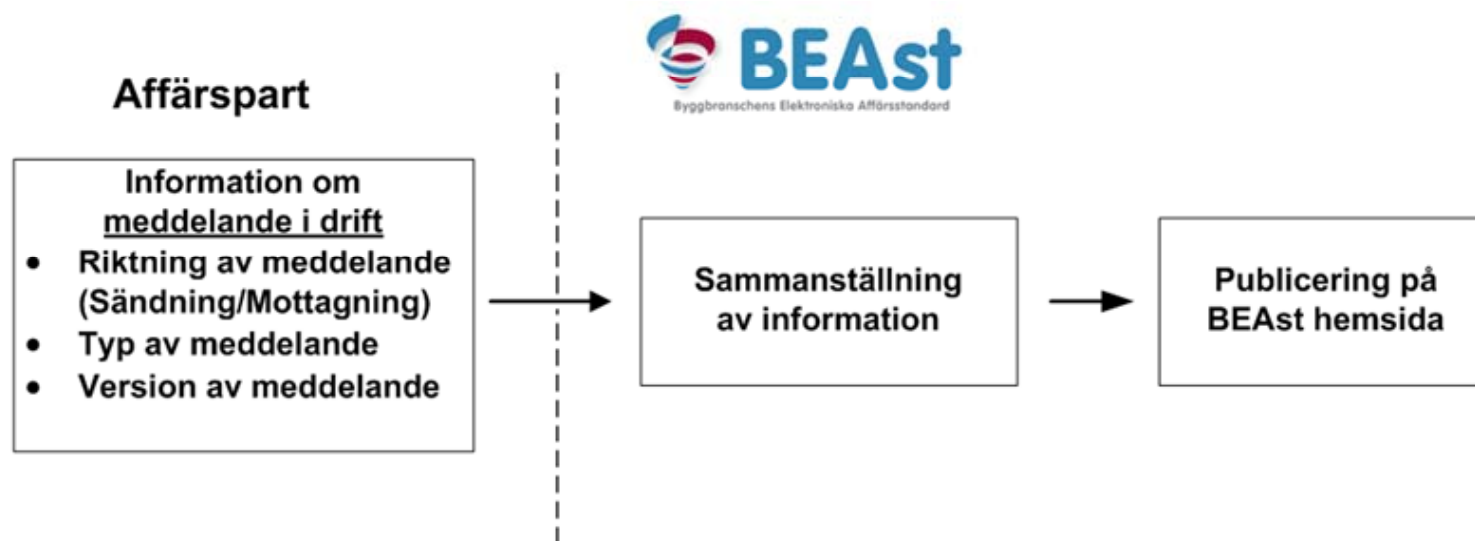 BEAst
Byggbranschens Elektroniska Affärsstandard
Affärspart
Information om
meddelande i drift
• Riktning av meddelande
(Sändning/Mottagning)
• Typ av meddelande
• Version av meddelande
Sammanställning
av information
Publicering på
BEAst hemsida